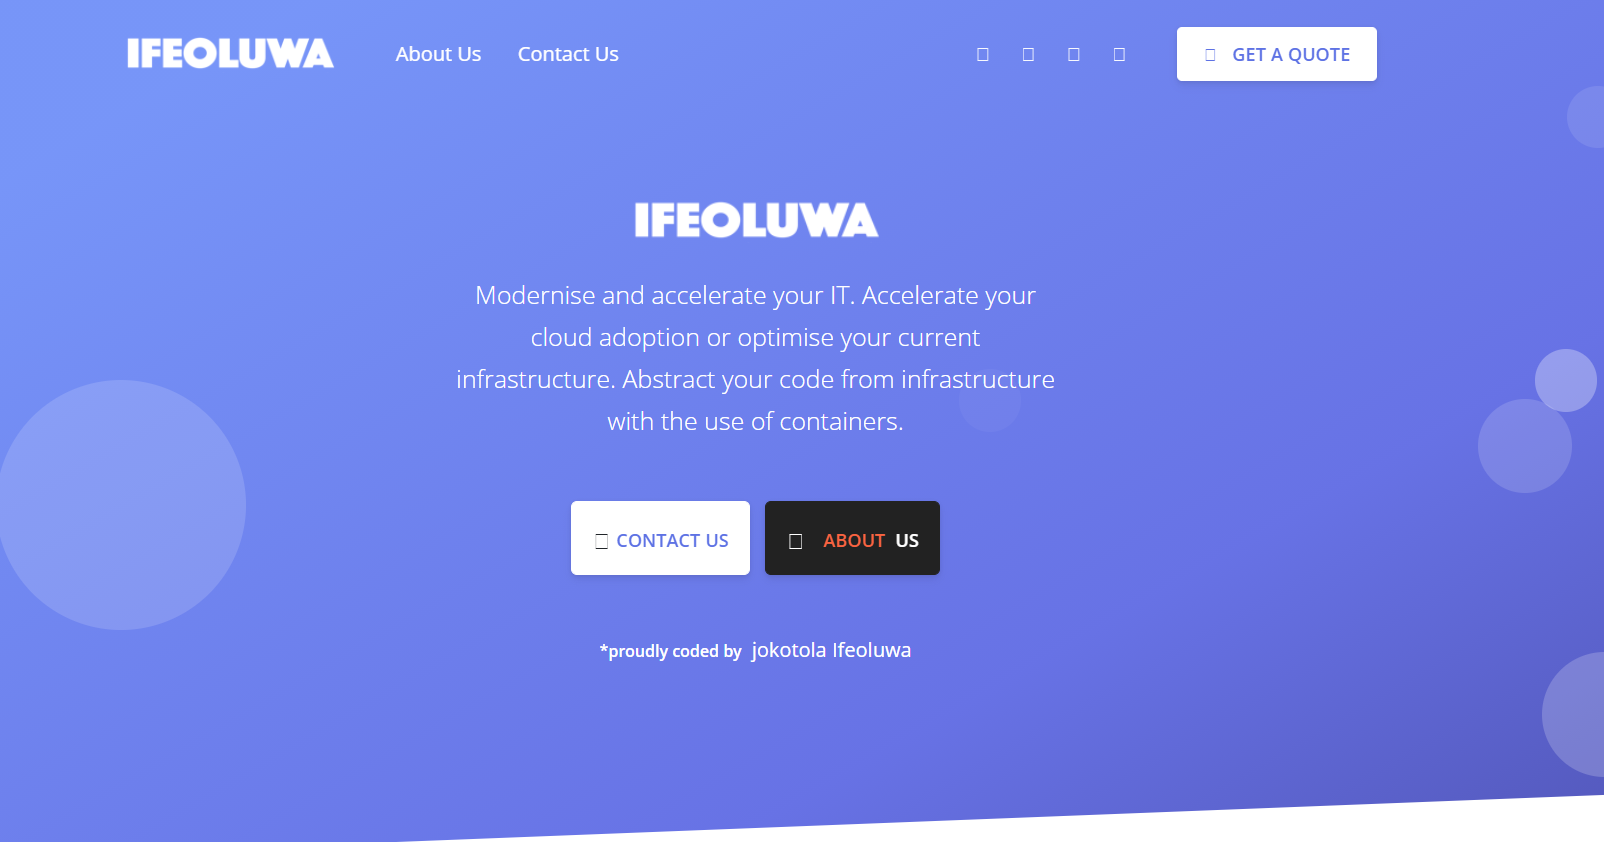 IFEOLUWA About Us Contact Us GET A QUOTE
IFEOLUWA
Modernise and accelerate your IT. Accelerate your
cloud adoption or optimise your current
infrastructure. Abstract your code from infrastructure
with the use of containers.
CONTACT US ABOUT US
*proudly coded by jokotola Ifeoluwa